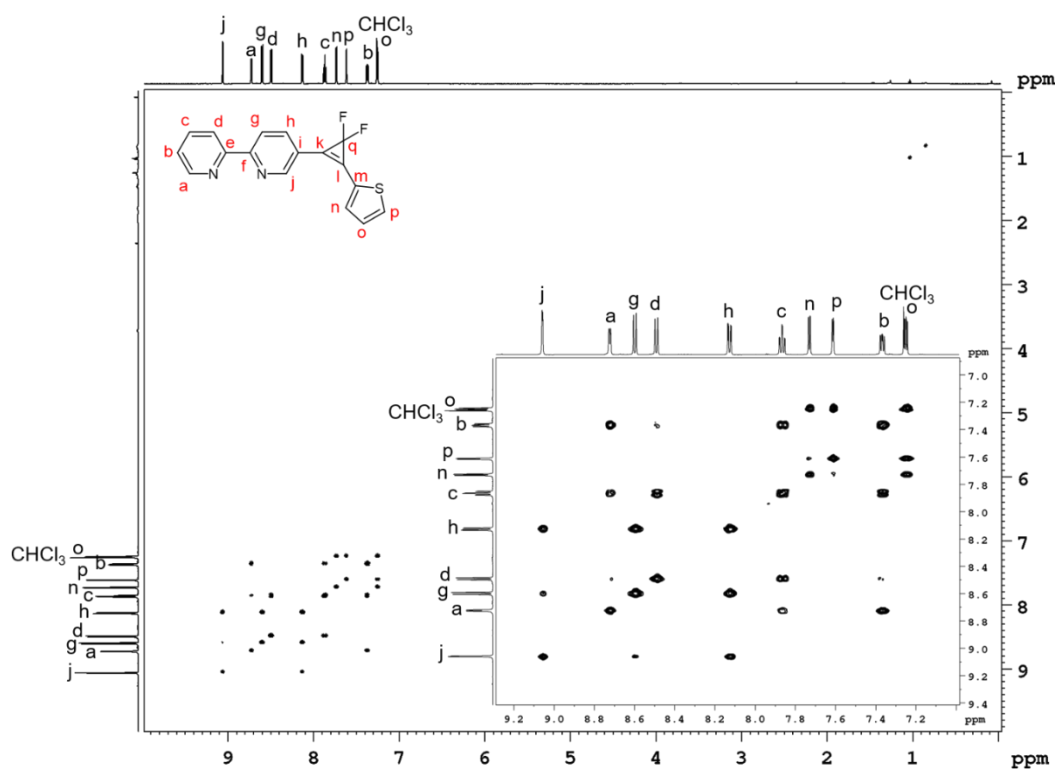 j a g d h c n p b CHCl3 o
ppm
c d g h F F
b e f i k q
a N N j l m S
n o p
1
2
3
4
5
6
7
8
9
ppm
j a g d h c n p b CHCl3 o
ppm
o
CHCl3
b
p
n
c
h
d
g
a
j
7.0
7.2
7.4
7.6
7.8
8.0
8.2
8.4
8.6
8.8
9.0
9.2
9.4
9.2 9.0 8.8 8.6 8.4 8.2 8.0 7.8 7.6 7.4 7.2 ppm
CHCl3 o
b
p
n
c
h
d
g
a
j
9 8 7 6 5 4 3 2 1 ppm